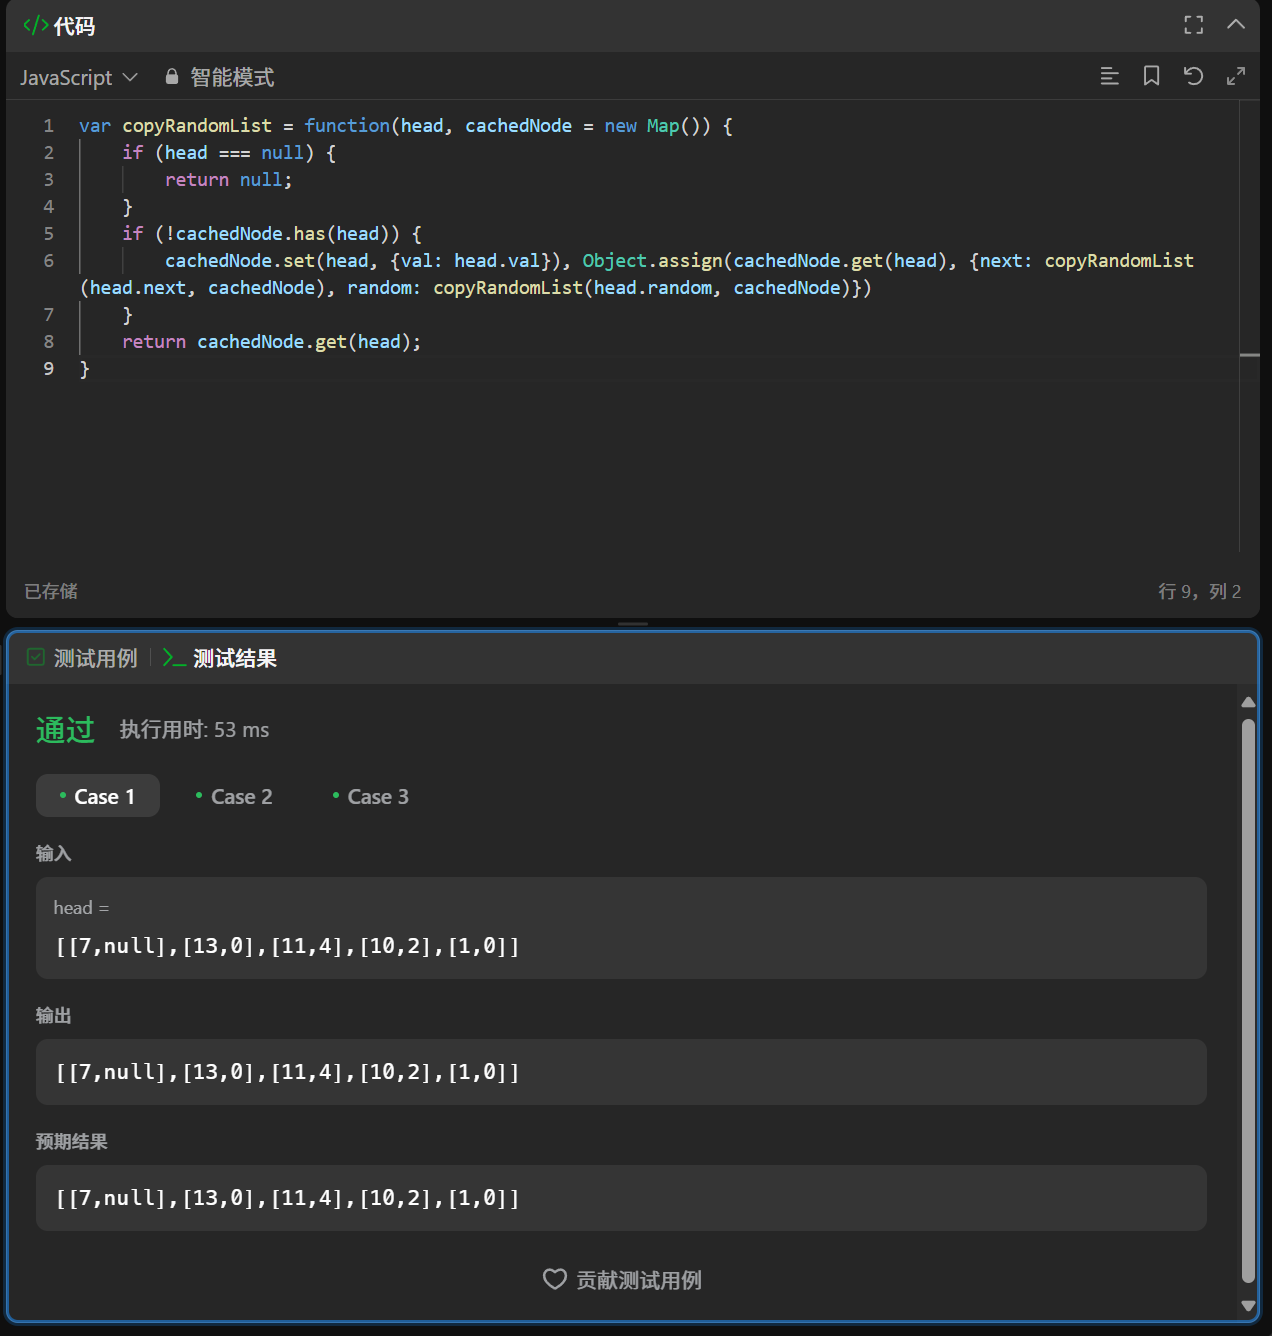 </> 代码
JavaScript 智能模式
1 var copyRandomList = function(head, cachedNode = new Map()) {
2 if (head === null) {
3 return null;
4 }
5 if (!cachedNode.has(head)) {
6 cachedNode.set(head, {val: head.val}), Object.assign(cachedNode.get(head), {next: copyRandomList
(head.next, cachedNode), random: copyRandomList(head.random, cachedNode)})
7 }
8 return cachedNode.get(head);
9 }
已存储 行 9，列 2
测试用例 >_ 测试结果
通过 执行用时: 53 ms
• Case 1 • Case 2 • Case 3
输入
head =
[[7,null],[13,0],[11,4],[10,2],[1,0]]
输出
[[7,null],[13,0],[11,4],[10,2],[1,0]]
预期结果
[[7,null],[13,0],[11,4],[10,2],[1,0]]
贡献测试用例